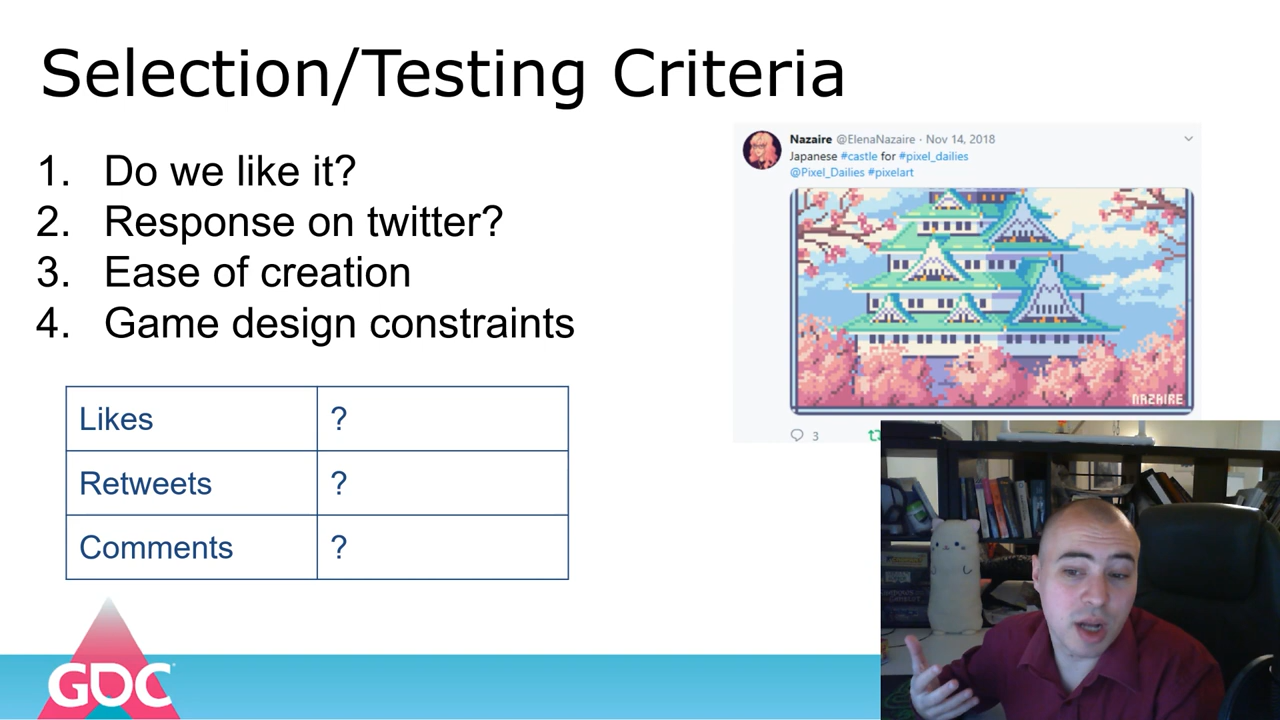 Selection/Testing Criteria
1. Do we like it?
2. Response on twitter?
3. Ease of creation
4. Game design constraints
Nazaire @ElenaNazaire · Nov 14, 2018
Japanese #castle for #pixel_dailies
@Pixel_Dailies #pixelart
NAZAIRE
3
Likes ?
Retweets ?
Comments ?
GDC